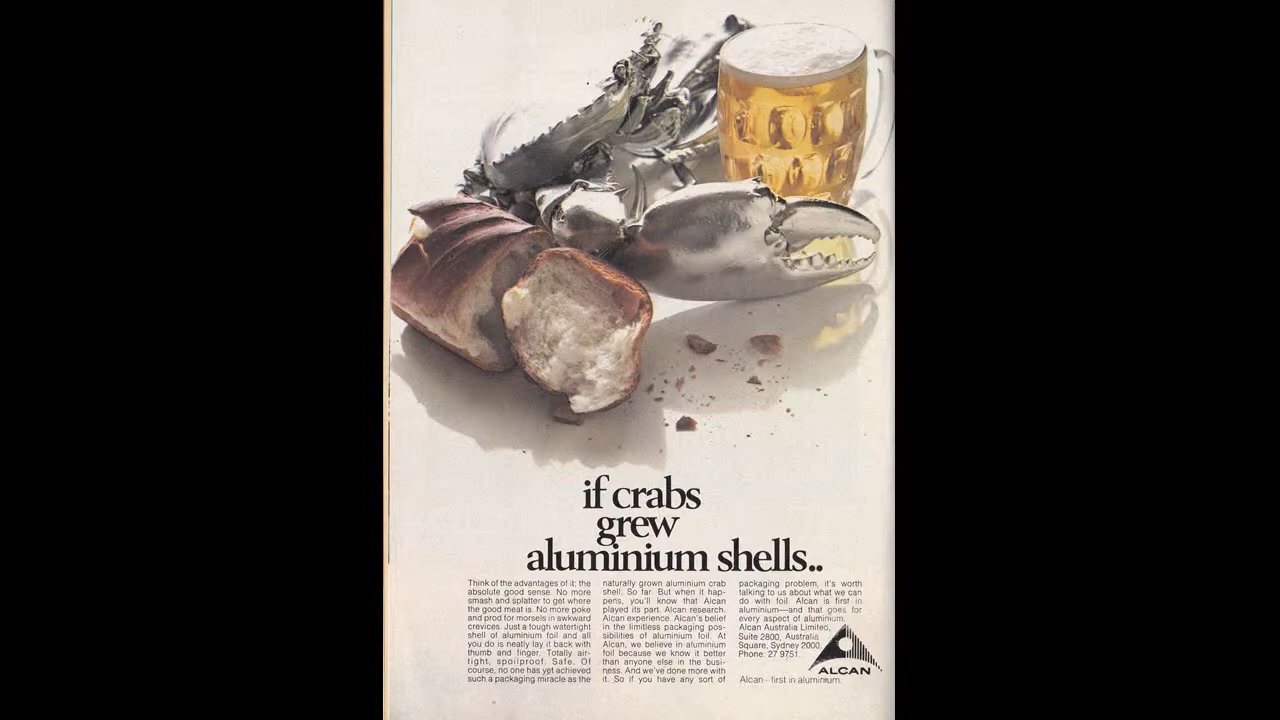 if crabs
grew
aluminium shells..
Think of the advantages of it; the
absolute good sense. No more
smash and splatter to get where
the good meat is. No more poke
and prod for morsels in awkward
crevices. Just a tough watertight
shell of aluminium foil and all
you do is neatly lay it back with
thumb and finger. Totally air-
tight, spoilproof. Safe. Of
course, no one has yet achieved
such a packaging miracle as the
naturally grown aluminium crab
shell. So far. But when it hap-
pens, you'll know that Alcan
played its part. Alcan research.
Alcan experience. Alcan's belief
in the limitless packaging pos-
sibilities of aluminium foil. At
Alcan, we believe in aluminium
foil because we know it better
than anyone else in the busi-
ness. And we've done more with
it. So if you have any sort of
packaging problem, it's worth
talking to us about what we can
do with foil. Alcan is first in
aluminium—and that goes for
every aspect of aluminium.
Alcan Australia Limited,
Suite 2800, Australia
Square, Sydney 2000.
Phone: 27 9751.
ALCAN
Alcan—first in aluminium.